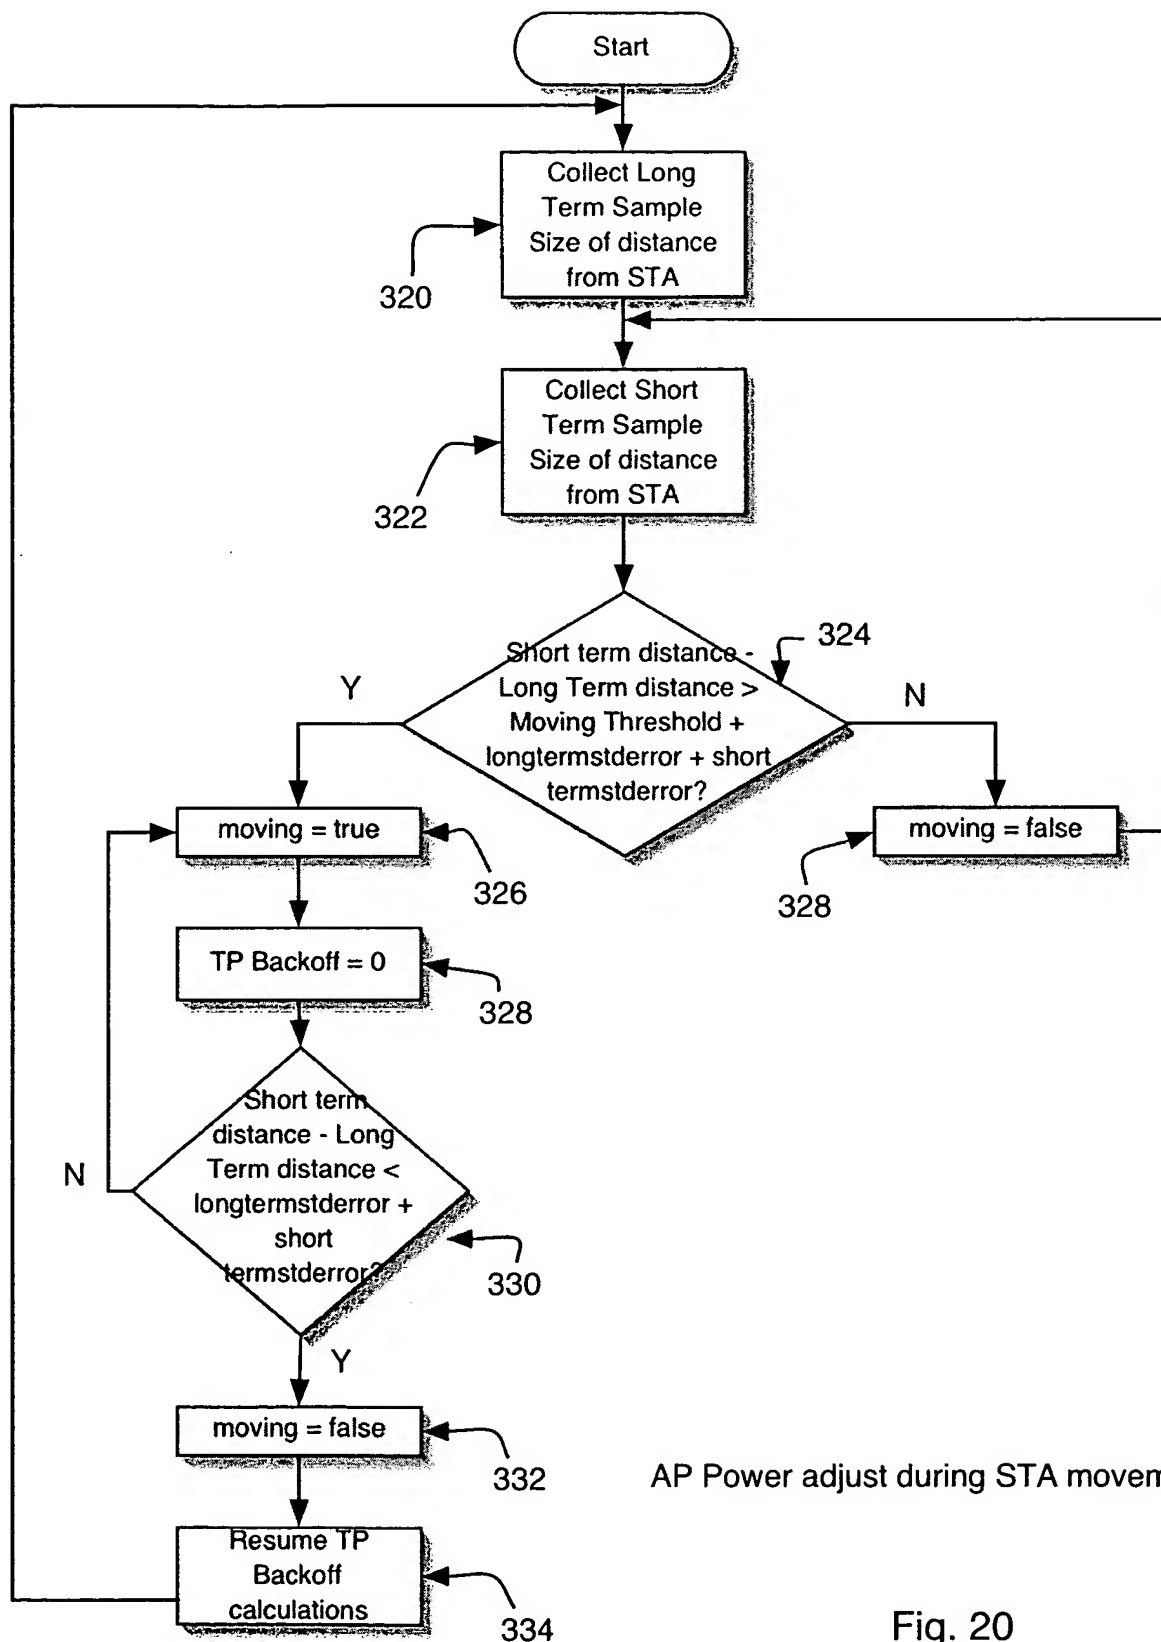 Start
Collect Long
Term Sample
Size of distance
from STA
320
Collect Short
Term Sample
Size of distance
from STA
322
324
Short term distance -
Long Term distance >
Moving Threshold +
longtermstderror + short
termstderror?
Y
N
moving = true
326
moving = false
328
TP Backoff = 0
328
Short term
distance - Long
Term distance <
longtermstderror +
short
termstderror?
N
330
Y
moving = false
332
AP Power adjust during STA movem
Resume TP
Backoff
calculations
334
Fig. 20